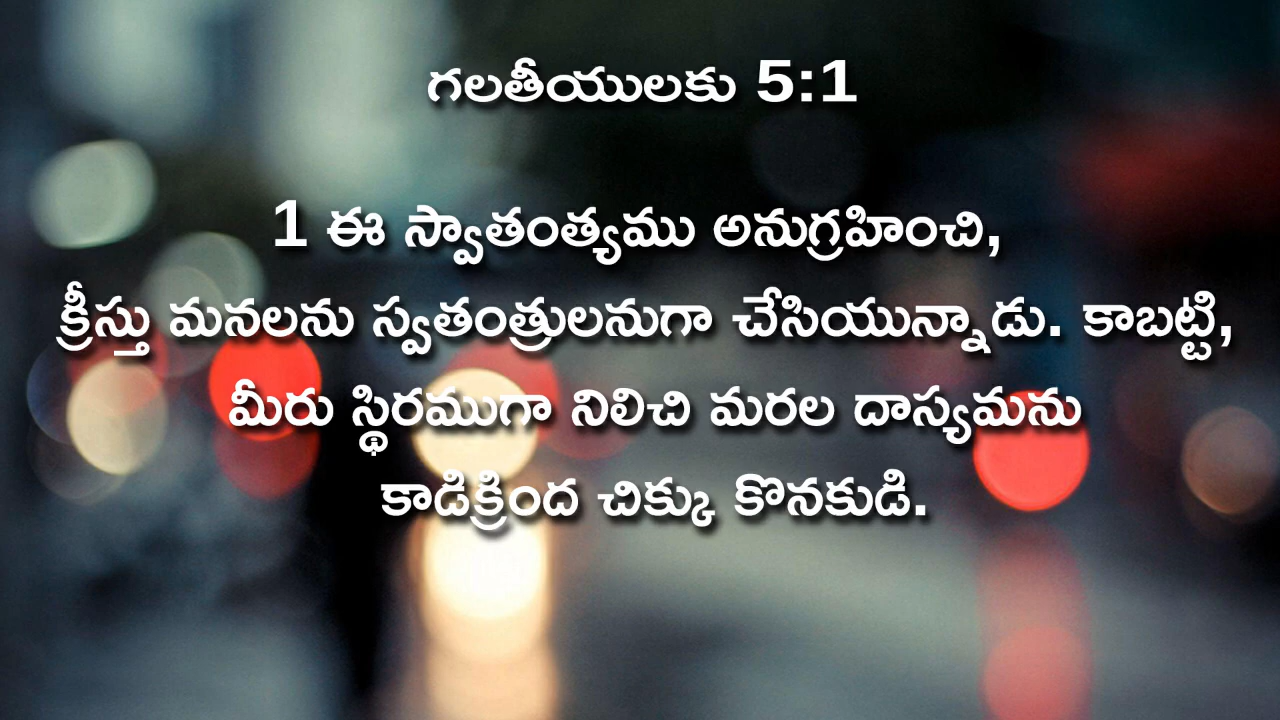 గలతీయులకు 5:1
1 ఈ స్వాతంత్యము అనుగ్రహించి,
క్రీస్తు మనలను స్వతంత్రులనుగా చేసియున్నాడు. కాబట్టి,
మీరు స్థిరముగా నిలిచి మరల దాస్యమను
కాడిక్రింద చిక్కు కొనకుడి.